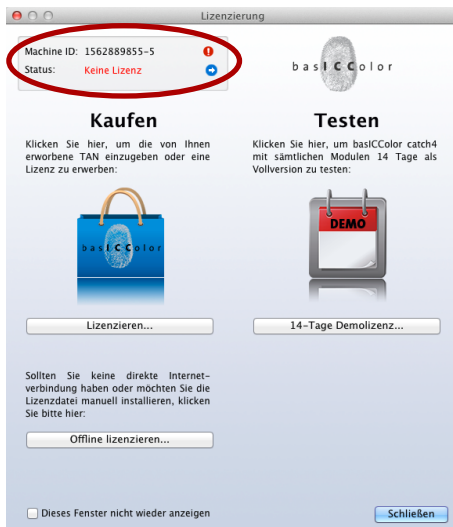 Lizenzierung
Machine ID: 1562889855-5
Status: Keine Lizenz
basICColor
Kaufen
Klicken Sie hier, um die von Ihnen
erworbene TAN einzugeben oder eine
Lizenz zu erwerben:
basICColor
Lizenzieren...
Testen
Klicken Sie hier, um basICColor catch4
mit sämtlichen Modulen 14 Tage als
Vollversion zu testen:
DEMO
14-Tage Demolizenz...
Sollten Sie keine direkte Internet-
verbindung haben oder möchten Sie die
Lizenzdatei manuell installieren, klicken
Sie bitte hier:
Offline lizenzieren...
Dieses Fenster nicht wieder anzeigen
Schließen